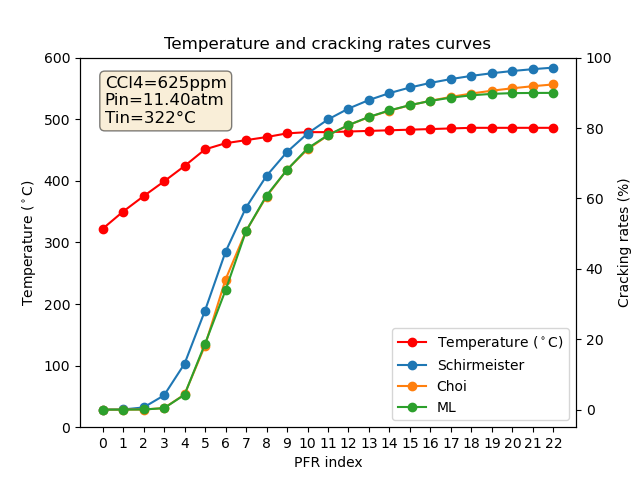 Temperature and cracking rates curves
CCl4=625ppm
Pin=11.40atm
Tin=322°C
600
500
400
300
200
100
0
Temperature (°C)
100
80
60
40
20
0
Cracking rates (%)
Temperature (°C)
Schirmeister
Choi
ML
0 1 2 3 4 5 6 7 8 9 10 11 12 13 14 15 16 17 18 19 20 21 22
PFR index